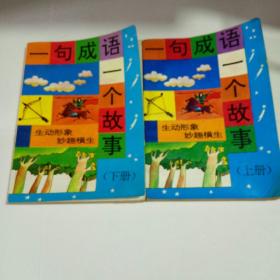 一句成语
一个故事
生动形象
妙趣横生
（下册）
一句成语
一个故事
生动形象
妙趣横生
（上册）